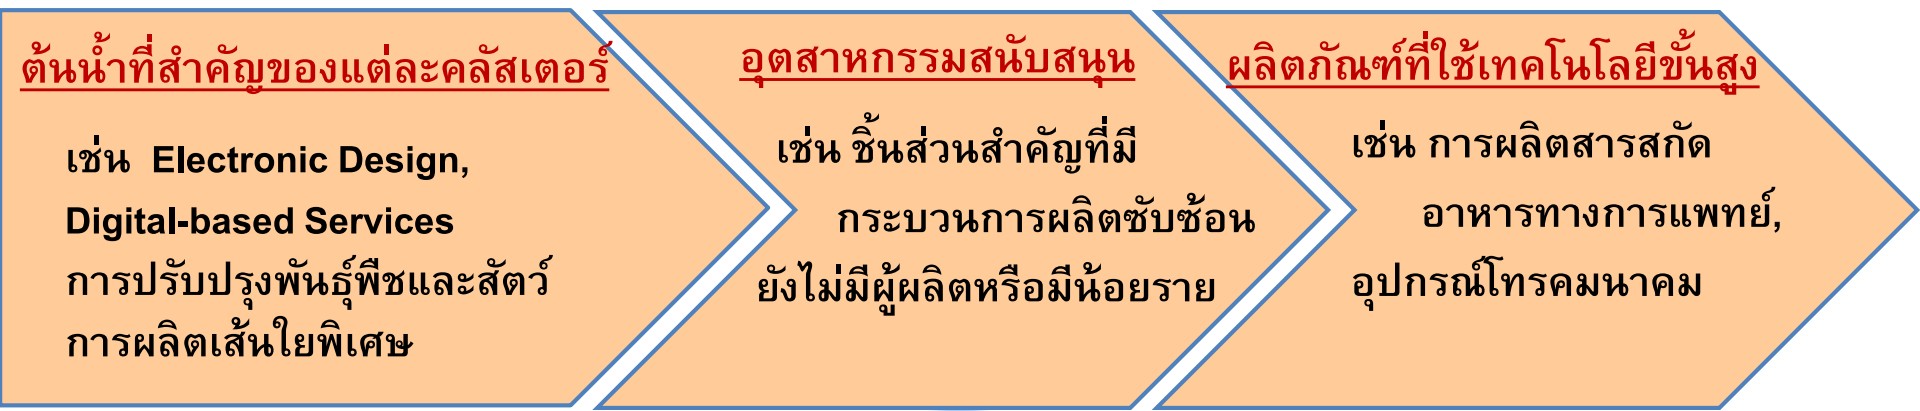 ต้นน้ำที่สำคัญของแต่ละคลัสเตอร์
เช่น Electronic Design,
Digital-based Services
การปรับปรุงพันธุ์พืชและสัตว์
การผลิตเส้นใยพิเศษ
อุตสาหกรรมสนับสนุน
เช่น ชิ้นส่วนสำคัญที่มี
กระบวนการผลิตซับซ้อน
ยังไม่มีผู้ผลิตหรือมีน้อยราย
ผลิตภัณฑ์ที่ใช้เทคโนโลยีขั้นสูง
เช่น การผลิตสารสกัด
อาหารทางการแพทย์,
อุปกรณ์โทรคมนาคม